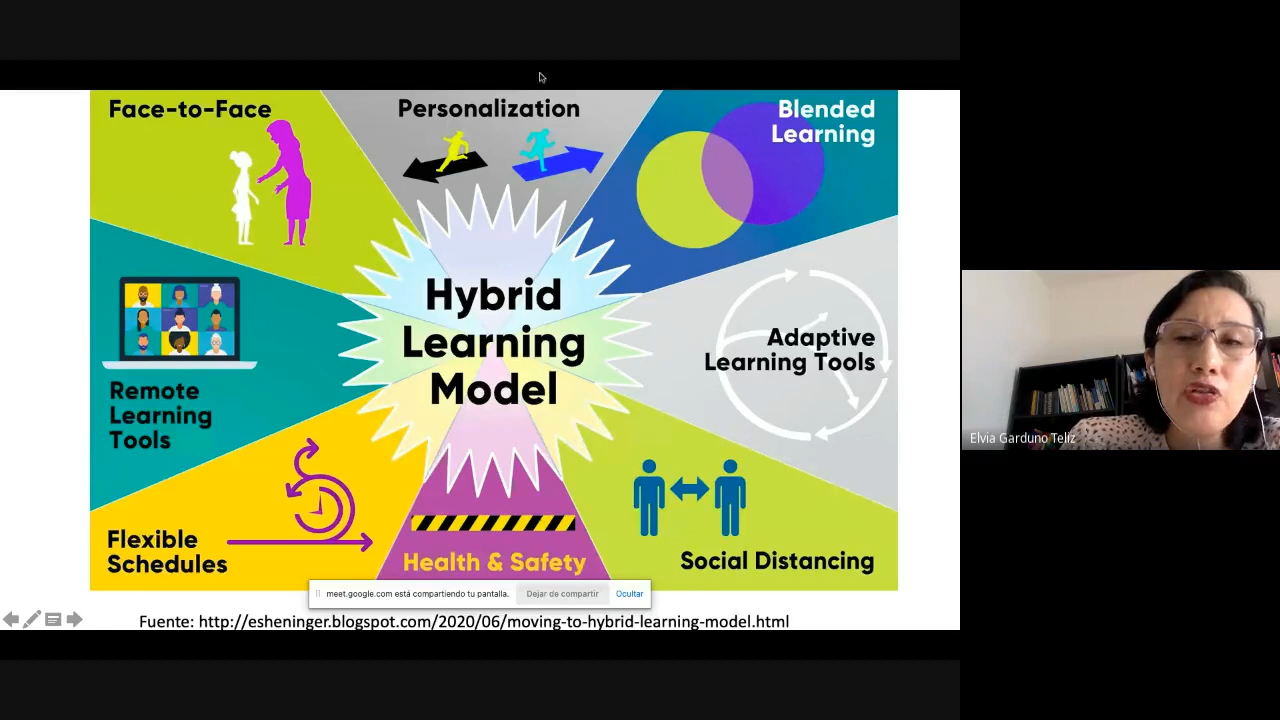 Face-to-Face
Personalization
Blended
Learning
Hybrid
Learning
Model
Adaptive
Learning Tools
Remote
Learning
Tools
Flexible
Schedules
Health & Safety
Social Distancing
meet.google.com está compartiendo tu pantalla.
Dejar de compartir
Ocultar
Fuente: http://esheninger.blogspot.com/2020/06/moving-to-hybrid-learning-model.html
Elvia Garduno Teliz